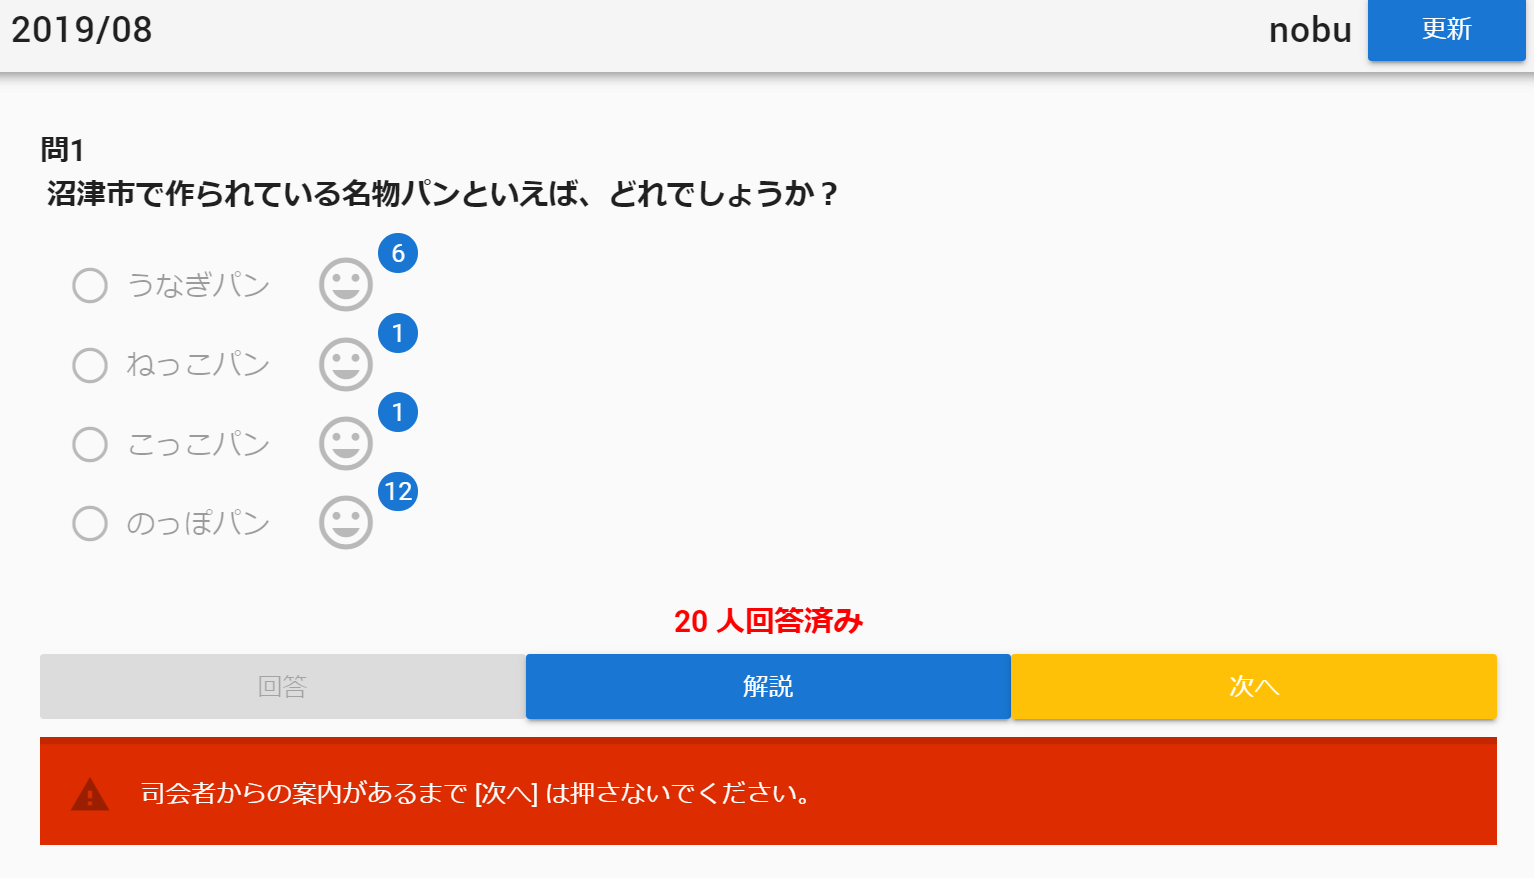 2019/08
nobu
更新
問1
沼津市で作られている名物パンといえば、どれでしょうか？
うなぎパン
6
ねっこパン
1
こっこパン
1
のっぽパン
12
20 人回答済み
回答
解説
次へ
司会者からの案内があるまで [次へ] は押さないでください。